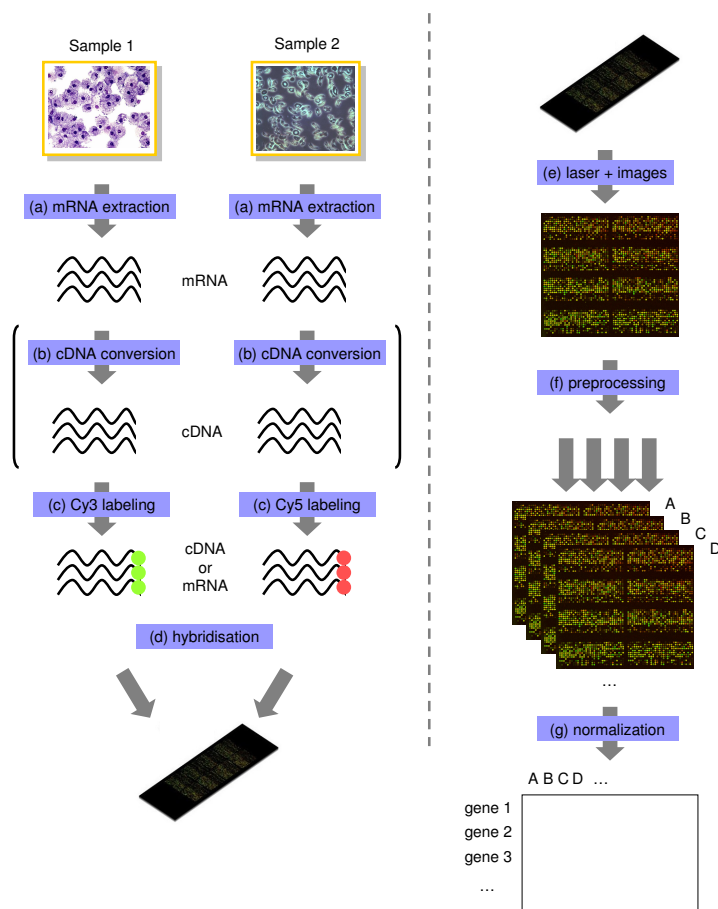 Sample 1
Sample 2
(a) mRNA extraction
(a) mRNA extraction
mRNA
(b) cDNA conversion
(b) cDNA conversion
cDNA
(c) Cy3 labeling
(c) Cy5 labeling
cDNA
or
mRNA
(d) hybridisation
(e) laser + images
(f) preprocessing
A
B
C
D
...
(g) normalization
A B C D ...
gene 1
gene 2
gene 3
...